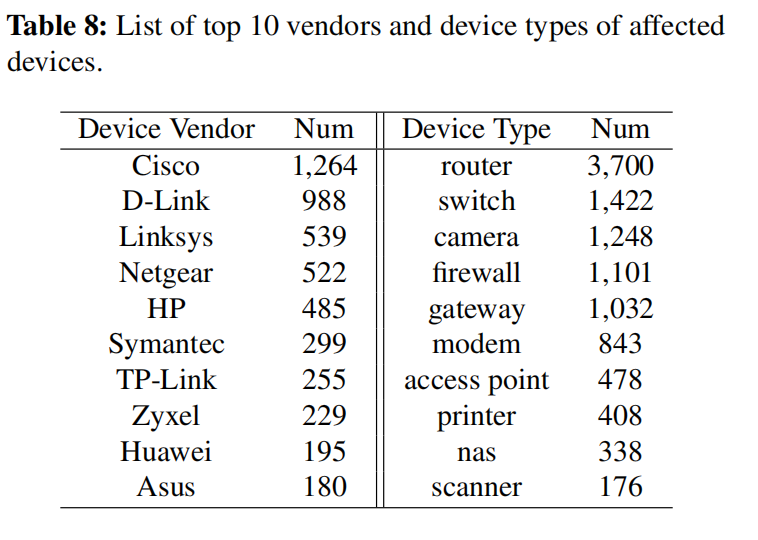 Table 8: List of top 10 vendors and device types of affected
devices.
Device Vendor Num Device Type Num
Cisco 1,264 router 3,700
D-Link 988 switch 1,422
Linksys 539 camera 1,248
Netgear 522 firewall 1,101
HP 485 gateway 1,032
Symantec 299 modem 843
TP-Link 255 access point 478
Zyxel 229 printer 408
Huawei 195 nas 338
Asus 180 scanner 176